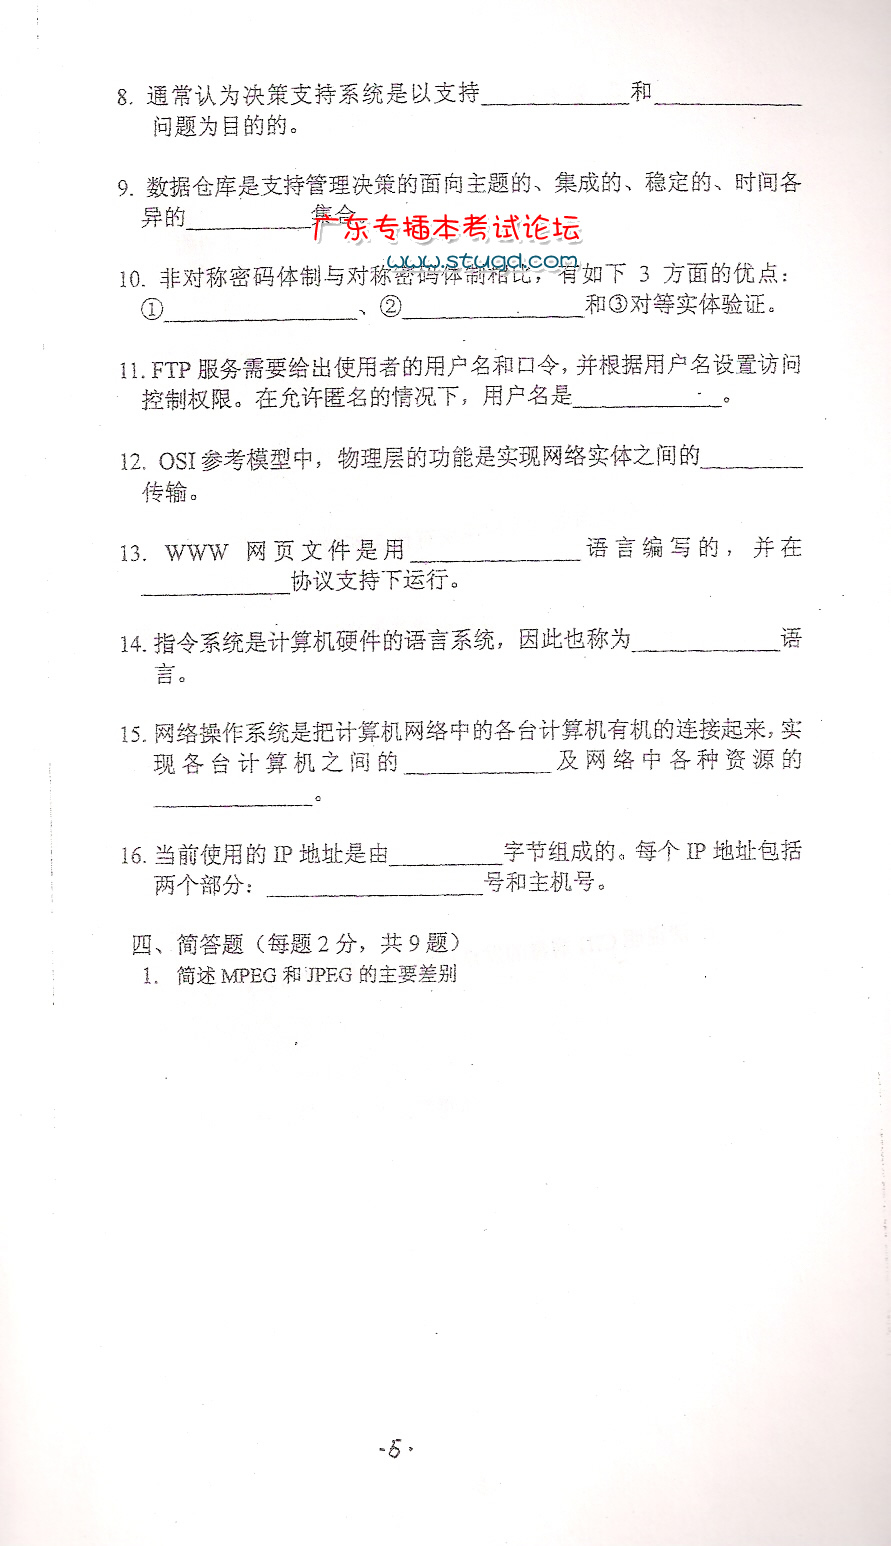 8. 通常认为决策支持系统是以支持____________和____________
问题为目的的。
9. 数据仓库是支持管理决策的面向主题的、集成的、稳定的、时间各
异的__________集合。
广东专插本考试论坛
www.stugd.com
10. 非对称密码体制与对称密码体制相比，有如下 3 方面的优点：
①________________、②_______________和③对等实体验证。
11. FTP 服务需要给出使用者的用户名和口令，并根据用户名设置访问
控制权限。在允许匿名的情况下，用户名是____________。
12. OSI 参考模型中，物理层的功能是实现网络实体之间的________
传输。
13. WWW 网页文件是用______________语言编写的，并在
____________协议支持下运行。
14. 指令系统是计算机硬件的语言系统，因此也称为____________语
言。
15. 网络操作系统是把计算机网络中的各台计算机有机的连接起来，实
现各台计算机之间的____________及网络中各种资源的
_____________。
16. 当前使用的 IP 地址是由_________字节组成的。每个 IP 地址包括
两个部分：__________________号和主机号。
四、简答题（每题 2 分，共 9 题）
1. 简述 MPEG 和 JPEG 的主要差别
-5-